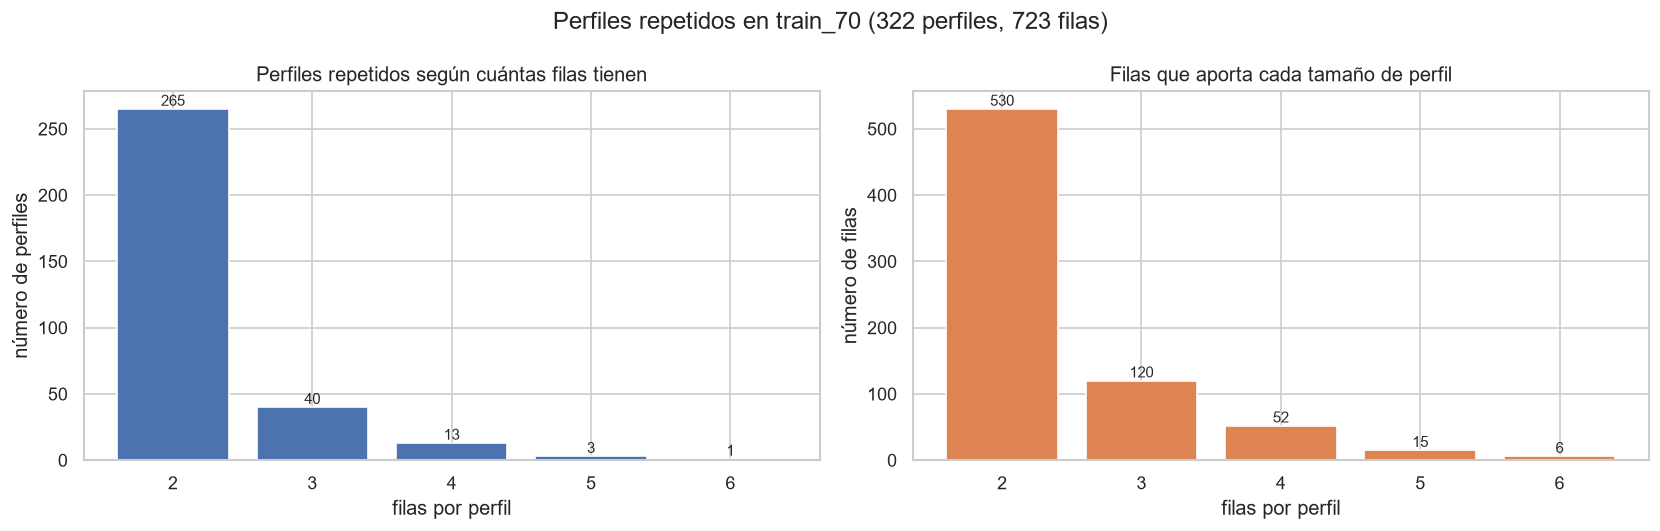 Perfiles repetidos en train_70 (322 perfiles, 723 filas)
Perfiles repetidos según cuántas filas tienen
número de perfiles
250
200
150
100
50
0
265
40
13
3
1
2 3 4 5 6
filas por perfil
Filas que aporta cada tamaño de perfil
número de filas
500
400
300
200
100
0
530
120
52
15
6
2 3 4 5 6
filas por perfil